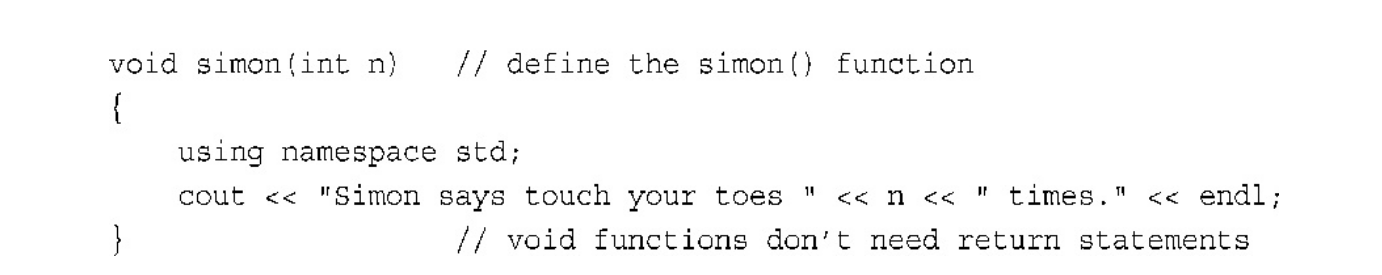 void simon(int n)   // define the simon() function
{
    using namespace std;
    cout << "Simon says touch your toes " << n << " times." << endl;
}                   // void functions don't need return statements